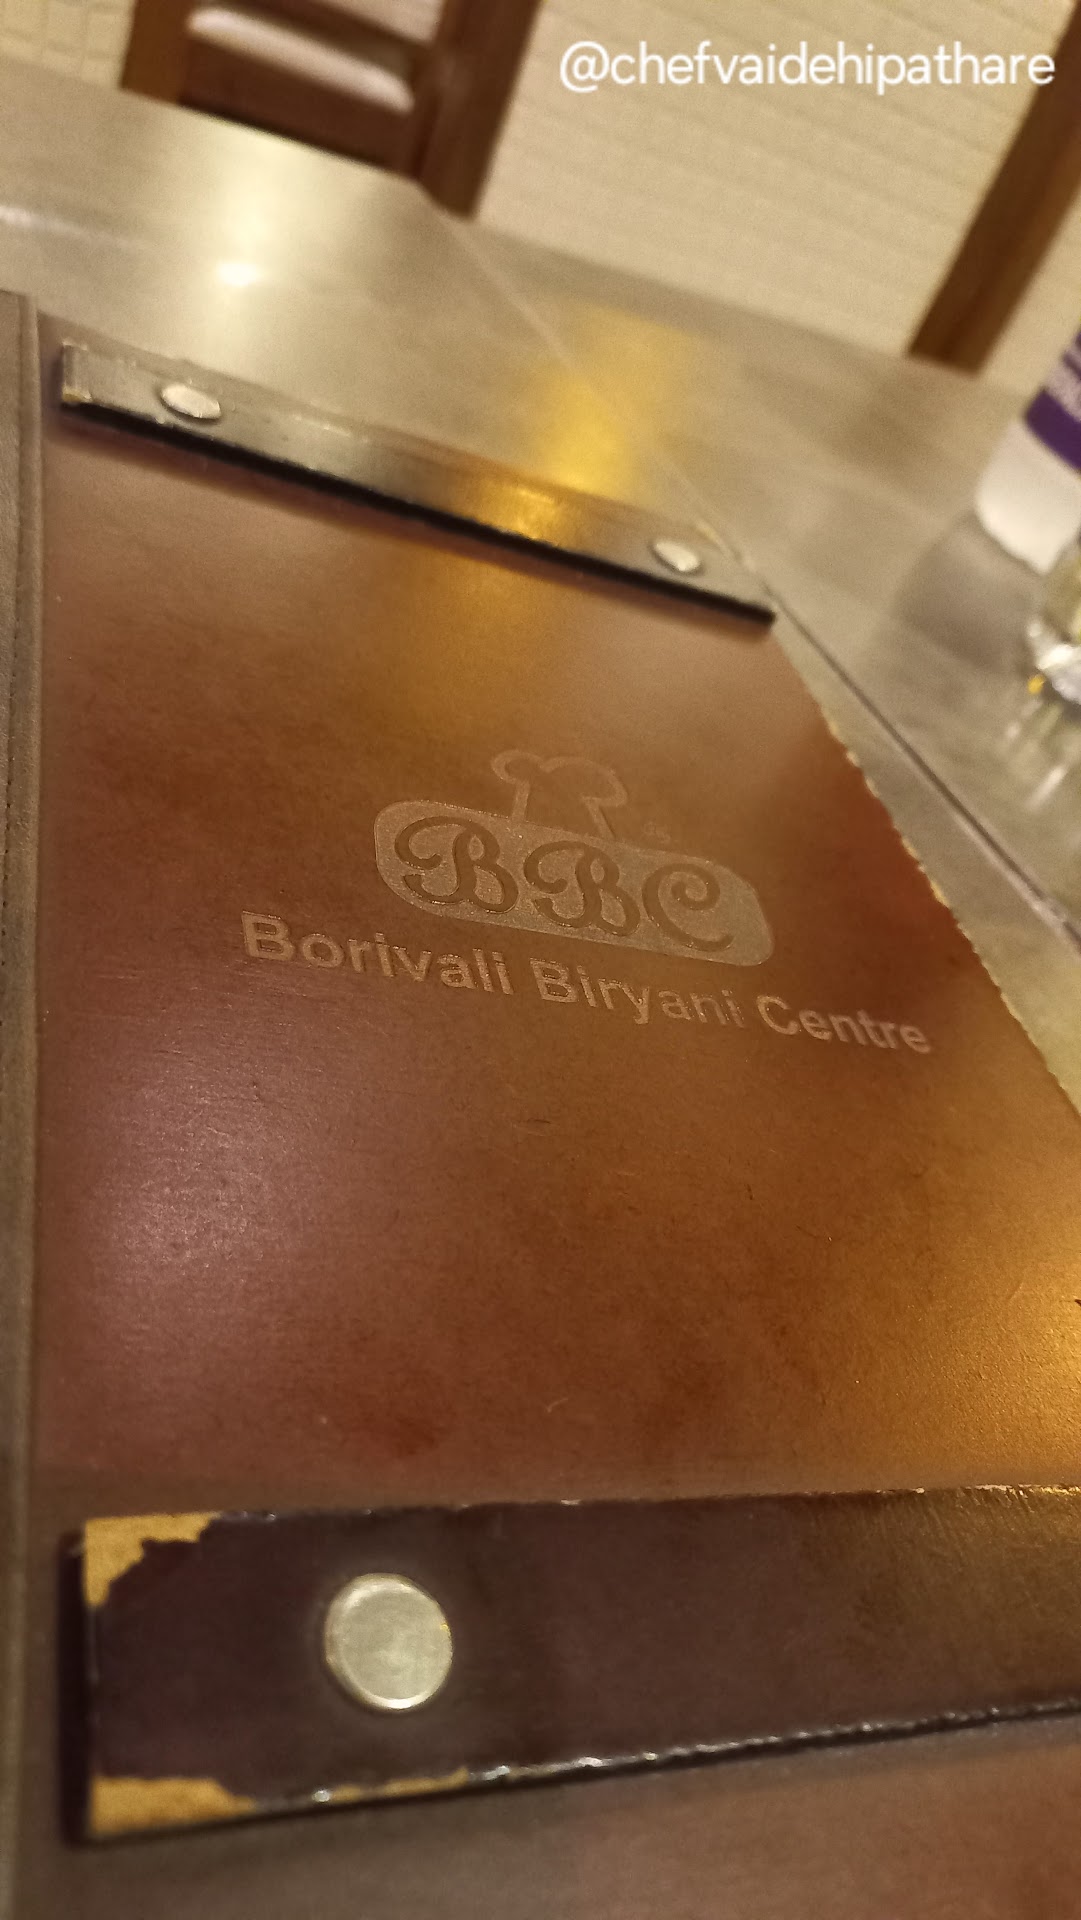 @chefvaidehipathare
BBC
Borivali Biryani Centre